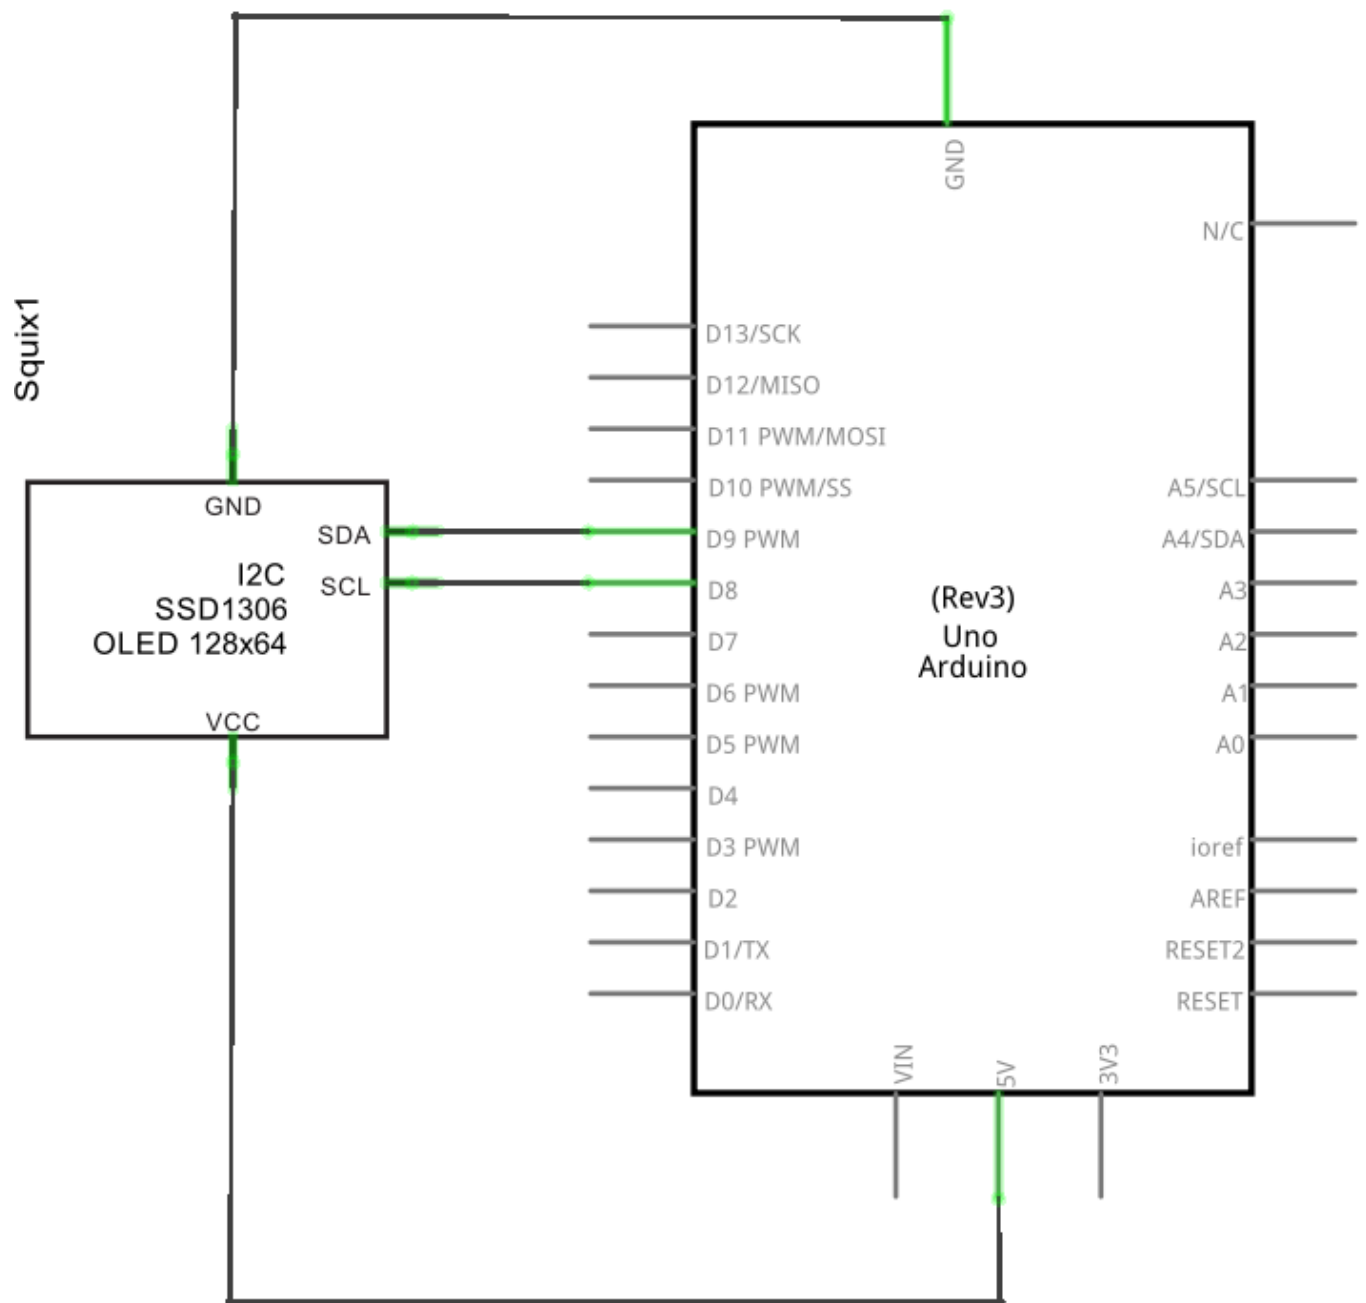 Squix1
GND
SDA
SCL
I2C
SSD1306
OLED 128x64
VCC
GND
N/C
D13/SCK
D12/MISO
D11 PWM/MOSI
D10 PWM/SS
D9 PWM
D8
D7
D6 PWM
D5 PWM
D4
D3 PWM
D2
D1/TX
D0/RX
(Rev3)
Uno
Arduino
A5/SCL
A4/SDA
A3
A2
A1
A0
ioref
AREF
RESET2
RESET
VIN
5V
3V3